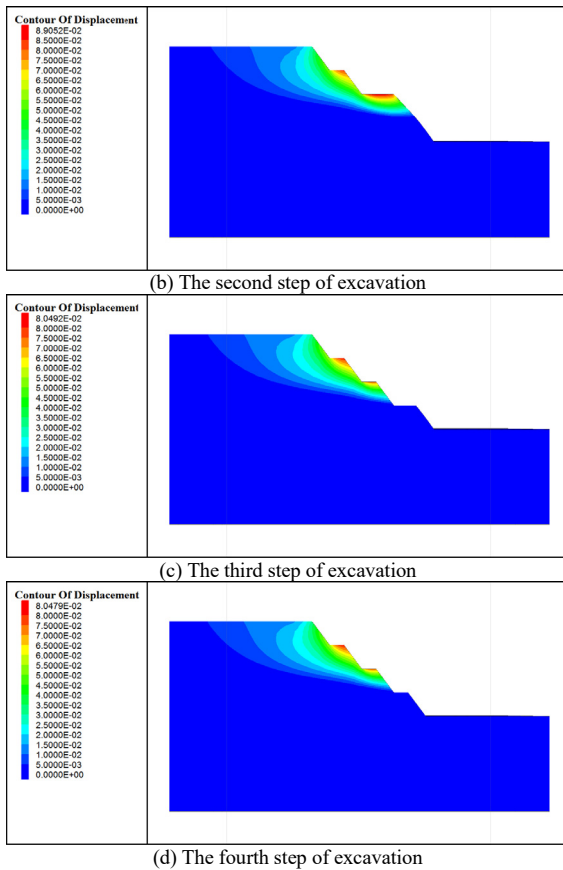 Contour Of Displacement
8.9052E-02
8.5000E-02
8.0000E-02
7.5000E-02
7.0000E-02
6.5000E-02
6.0000E-02
5.5000E-02
5.0000E-02
4.5000E-02
4.0000E-02
3.5000E-02
3.0000E-02
2.5000E-02
2.0000E-02
1.5000E-02
1.0000E-02
5.0000E-03
0.0000E+00
(b) The second step of excavation
Contour Of Displacement
8.0492E-02
8.0000E-02
7.5000E-02
7.0000E-02
6.5000E-02
6.0000E-02
5.5000E-02
5.0000E-02
4.5000E-02
4.0000E-02
3.5000E-02
3.0000E-02
2.5000E-02
2.0000E-02
1.5000E-02
1.0000E-02
5.0000E-03
0.0000E+00
(c) The third step of excavation
Contour Of Displacement
8.0479E-02
8.0000E-02
7.5000E-02
7.0000E-02
6.5000E-02
6.0000E-02
5.5000E-02
5.0000E-02
4.5000E-02
4.0000E-02
3.5000E-02
3.0000E-02
2.5000E-02
2.0000E-02
1.5000E-02
1.0000E-02
5.0000E-03
0.0000E+00
(d) The fourth step of excavation